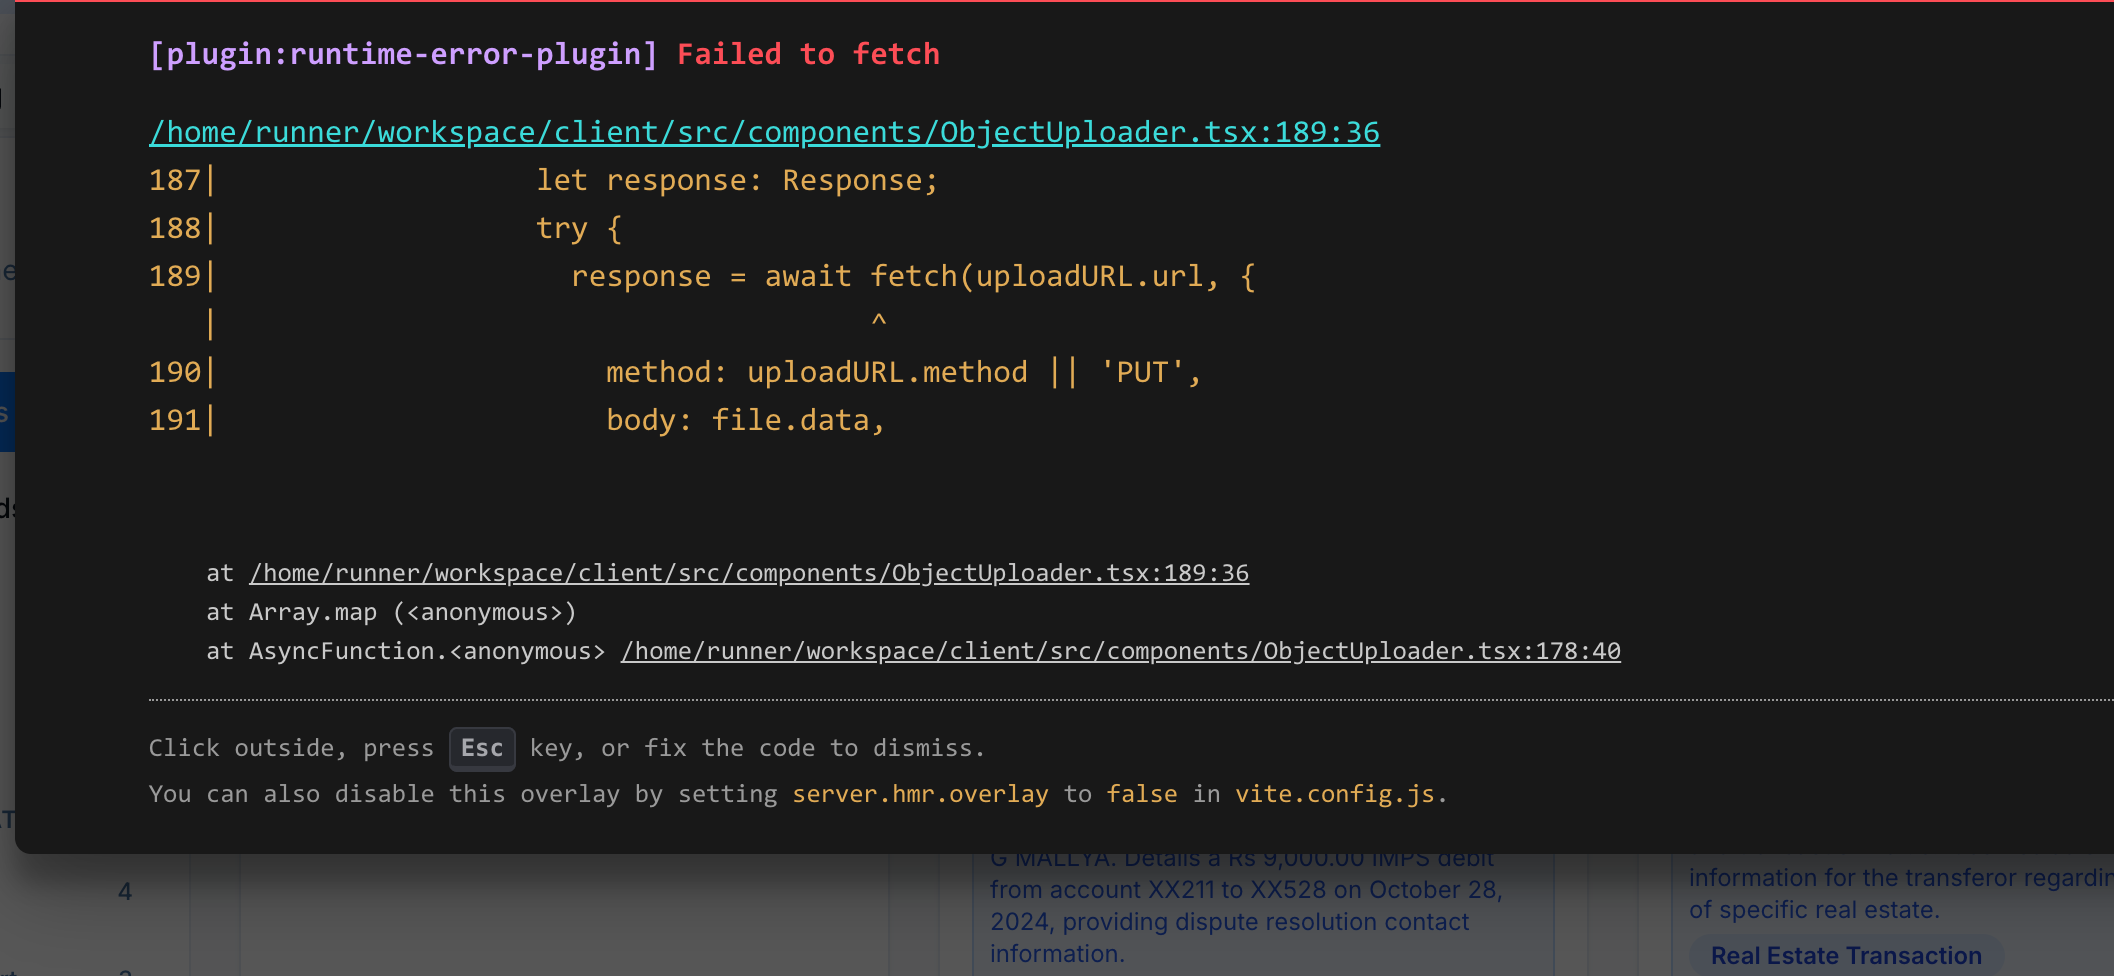 [plugin:runtime-error-plugin] Failed to fetch
/home/runner/workspace/client/src/components/ObjectUploader.tsx:189:36
187| let response: Response;
188| try {
189| response = await fetch(uploadURL.url, {
| ^
190| method: uploadURL.method || 'PUT',
191| body: file.data,
at /home/runner/workspace/client/src/components/ObjectUploader.tsx:189:36
at Array.map (<anonymous>)
at AsyncFunction.<anonymous> /home/runner/workspace/client/src/components/ObjectUploader.tsx:178:40
Click outside, press Esc key, or fix the code to dismiss.
You can also disable this overlay by setting server.hmr.overlay to false in vite.config.js.
4
G MALLYA. Details a Rs 9,000.00 IMPS debit
from account XX211 to XX528 on October 28,
2024, providing dispute resolution contact
information.
information for the transferor
of specific real estate.
Real Estate Transaction